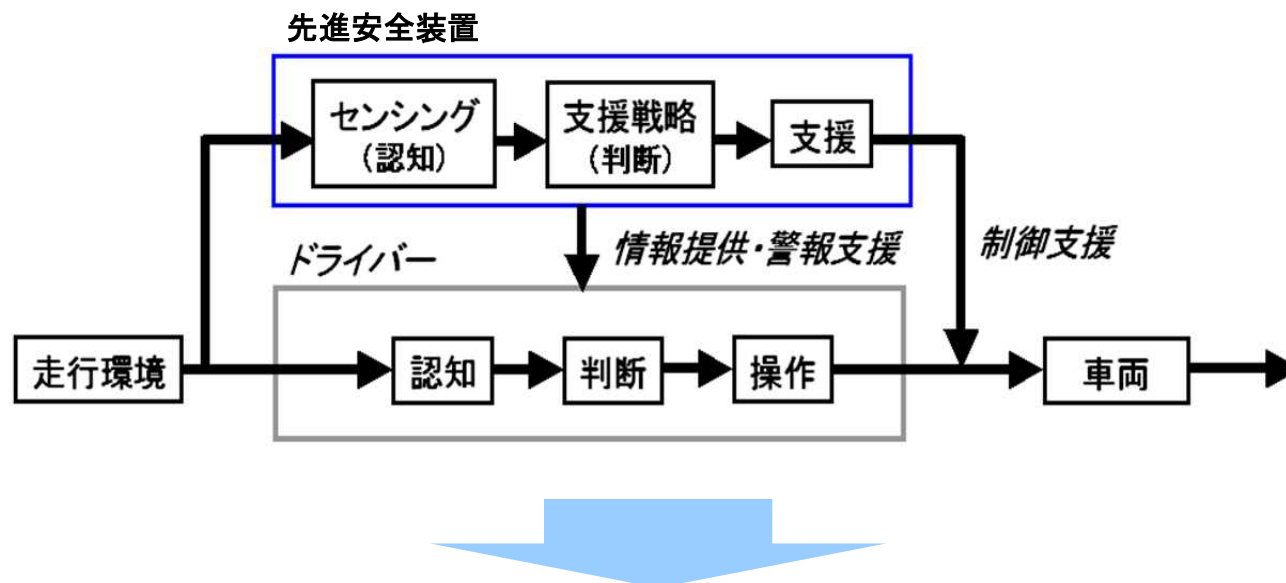 先進安全装置
センシング
(認知)
支援戦略
(判断)
支援
ドライバー
情報提供・警報支援
制御支援
走行環境
認知
判断
操作
車両